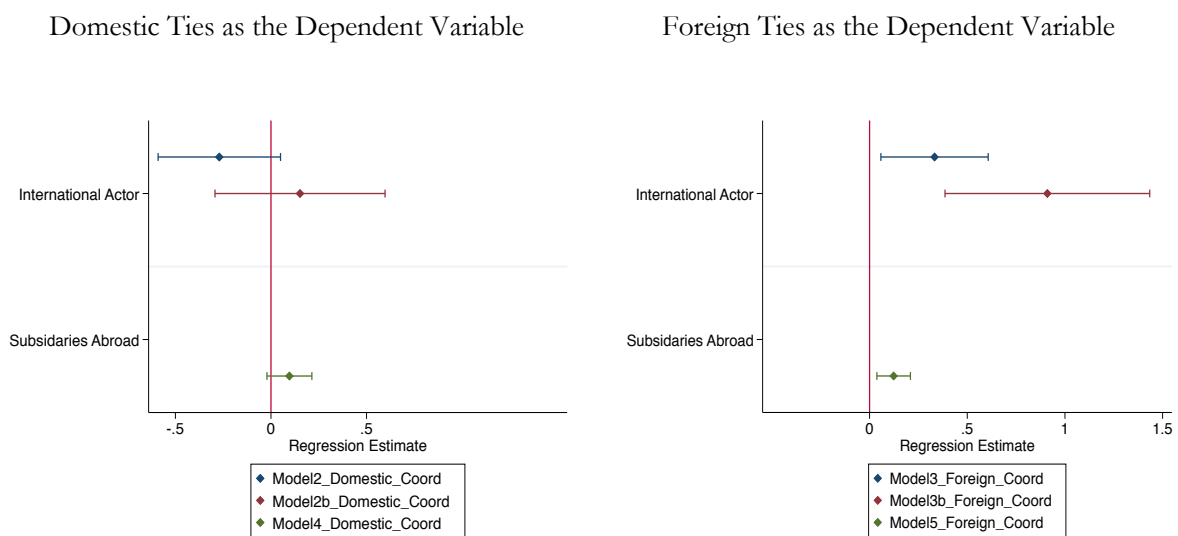 Domestic Ties as the Dependent Variable
International Actor
Subsidaries Abroad
-.5 0 .5
Regression Estimate
Model2_Domestic_Coord
Model2b_Domestic_Coord
Model4_Domestic_Coord
Foreign Ties as the Dependent Variable
International Actor
Subsidaries Abroad
0 .5 1 1.5
Regression Estimate
Model3_Foreign_Coord
Model3b_Foreign_Coord
Model5_Foreign_Coord